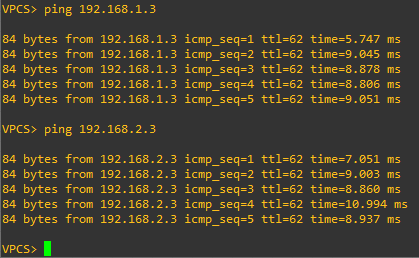 VPCS> ping 192.168.1.3
84 bytes from 192.168.1.3 icmp_seq=1 ttl=62 time=5.747 ms
84 bytes from 192.168.1.3 icmp_seq=2 ttl=62 time=9.045 ms
84 bytes from 192.168.1.3 icmp_seq=3 ttl=62 time=8.878 ms
84 bytes from 192.168.1.3 icmp_seq=4 ttl=62 time=8.806 ms
84 bytes from 192.168.1.3 icmp_seq=5 ttl=62 time=9.051 ms
VPCS> ping 192.168.2.3
84 bytes from 192.168.2.3 icmp_seq=1 ttl=62 time=7.051 ms
84 bytes from 192.168.2.3 icmp_seq=2 ttl=62 time=9.003 ms
84 bytes from 192.168.2.3 icmp_seq=3 ttl=62 time=8.860 ms
84 bytes from 192.168.2.3 icmp_seq=4 ttl=62 time=10.994 ms
84 bytes from 192.168.2.3 icmp_seq=5 ttl=62 time=8.937 ms
VPCS>